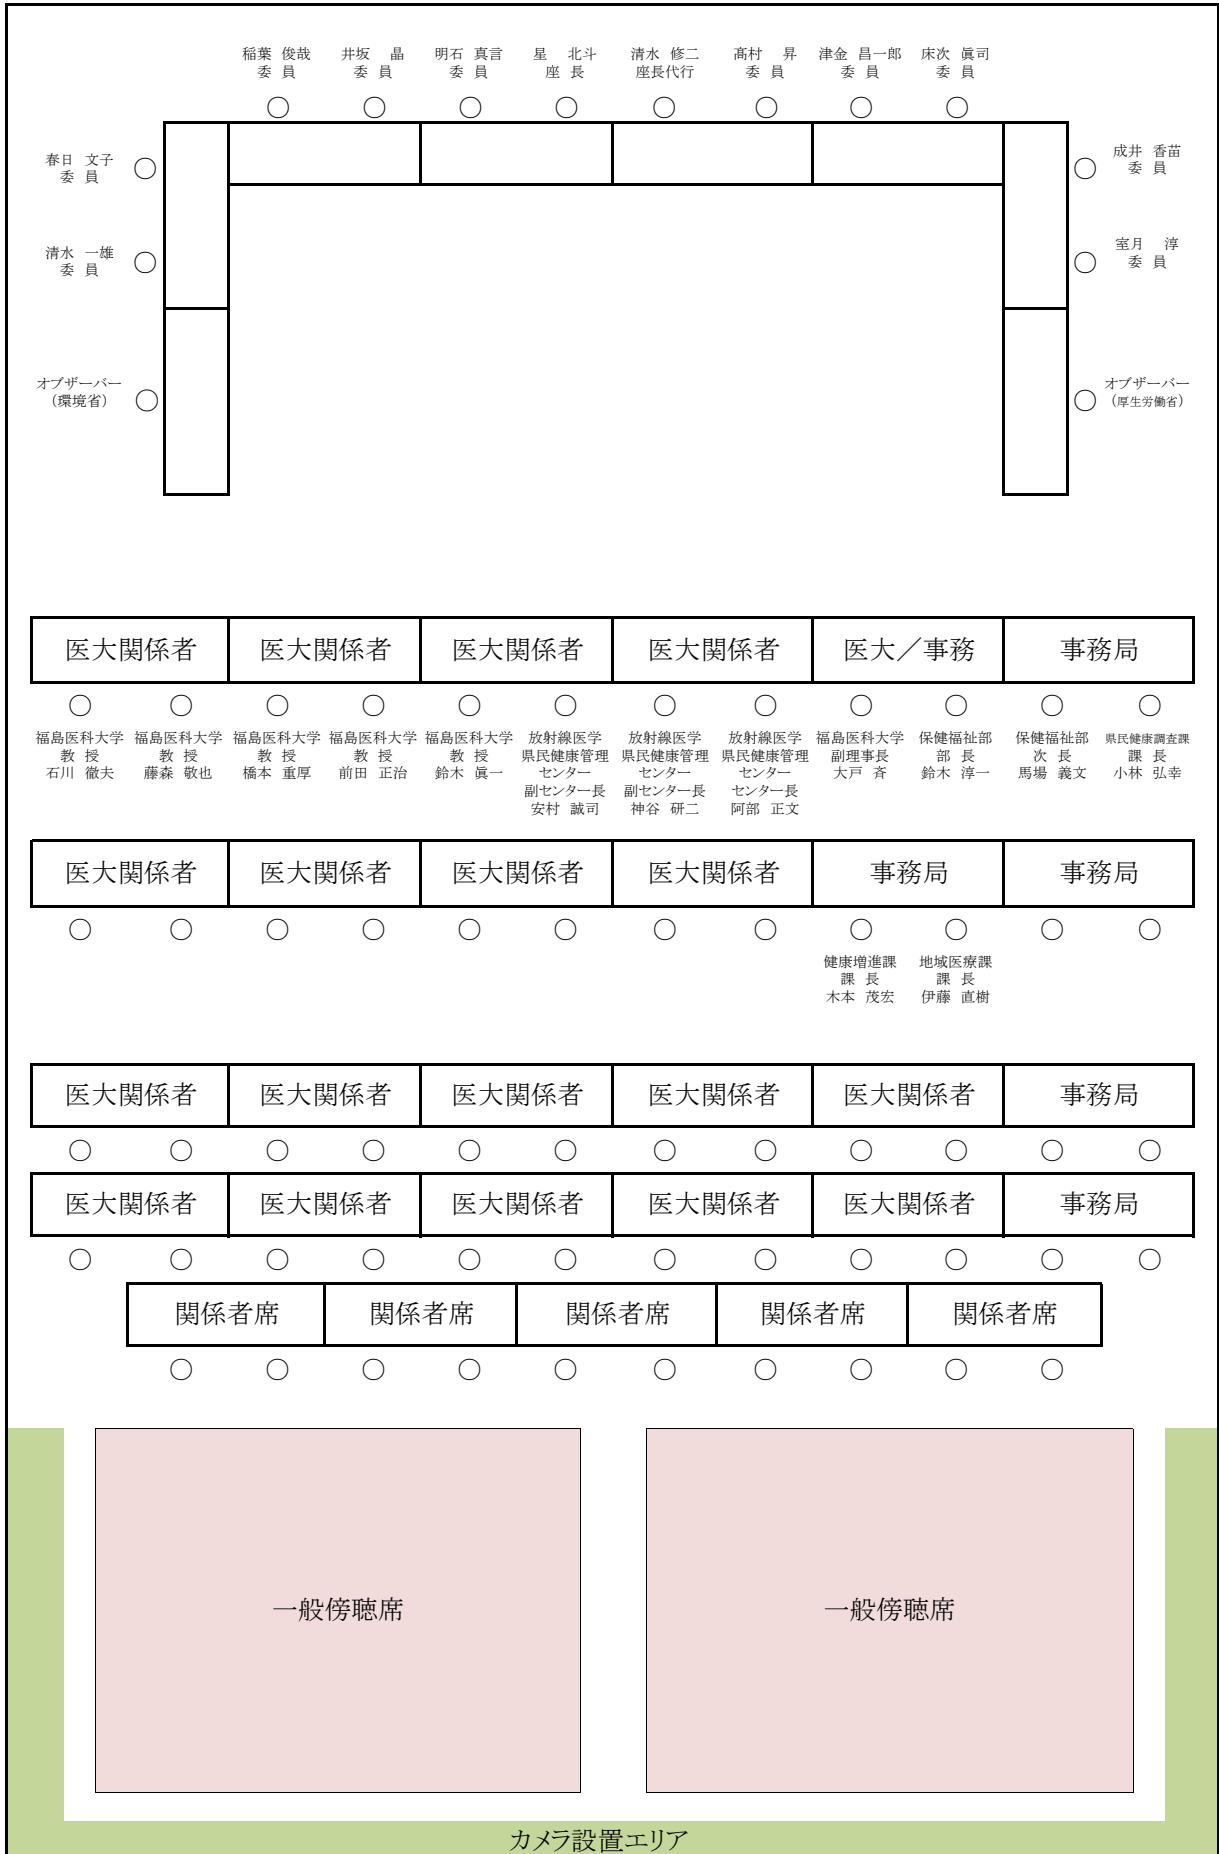 稲葉 俊哉 井坂 晶 明石 真言 星 北斗 清水 修二 髙村 昇 津金 昌一郎 床次 眞司
委 員 委 員 委 員 座 長 座長代行 委 員 委 員 委 員
春日 文子
委 員
成井 香苗
委 員
清水 一雄
委 員
室月 淳
委 員
オブザーバー
（環境省）
オブザーバー
（厚生労働省）
医大関係者 医大関係者 医大関係者 医大関係者 医大／事務 事務局
福島医科大学
教 授
石川 徹夫
福島医科大学
教 授
藤森 敬也
福島医科大学
教 授
橋本 重厚
福島医科大学
教 授
前田 正治
福島医科大学
教 授
鈴木 眞一
放射線医学
県民健康管理
センター
副センター長
安村 誠司
放射線医学
県民健康管理
センター
副センター長
神谷 研二
放射線医学
県民健康管理
センター
センター長
阿部 正文
福島医科大学
副理事長
大戸 斉
保健福祉部
部 長
鈴木 淳一
保健福祉部
次 長
馬場 義文
県民健康調査課
課 長
小林 弘幸
医大関係者 医大関係者 医大関係者 医大関係者 事務局 事務局
健康増進課
課 長
木本 茂宏
地域医療課
課 長
伊藤 直樹
医大関係者 医大関係者 医大関係者 医大関係者 医大関係者 事務局
医大関係者 医大関係者 医大関係者 医大関係者 医大関係者 事務局
関係者席 関係者席 関係者席 関係者席 関係者席
一般傍聴席 一般傍聴席
カメラ設置エリア